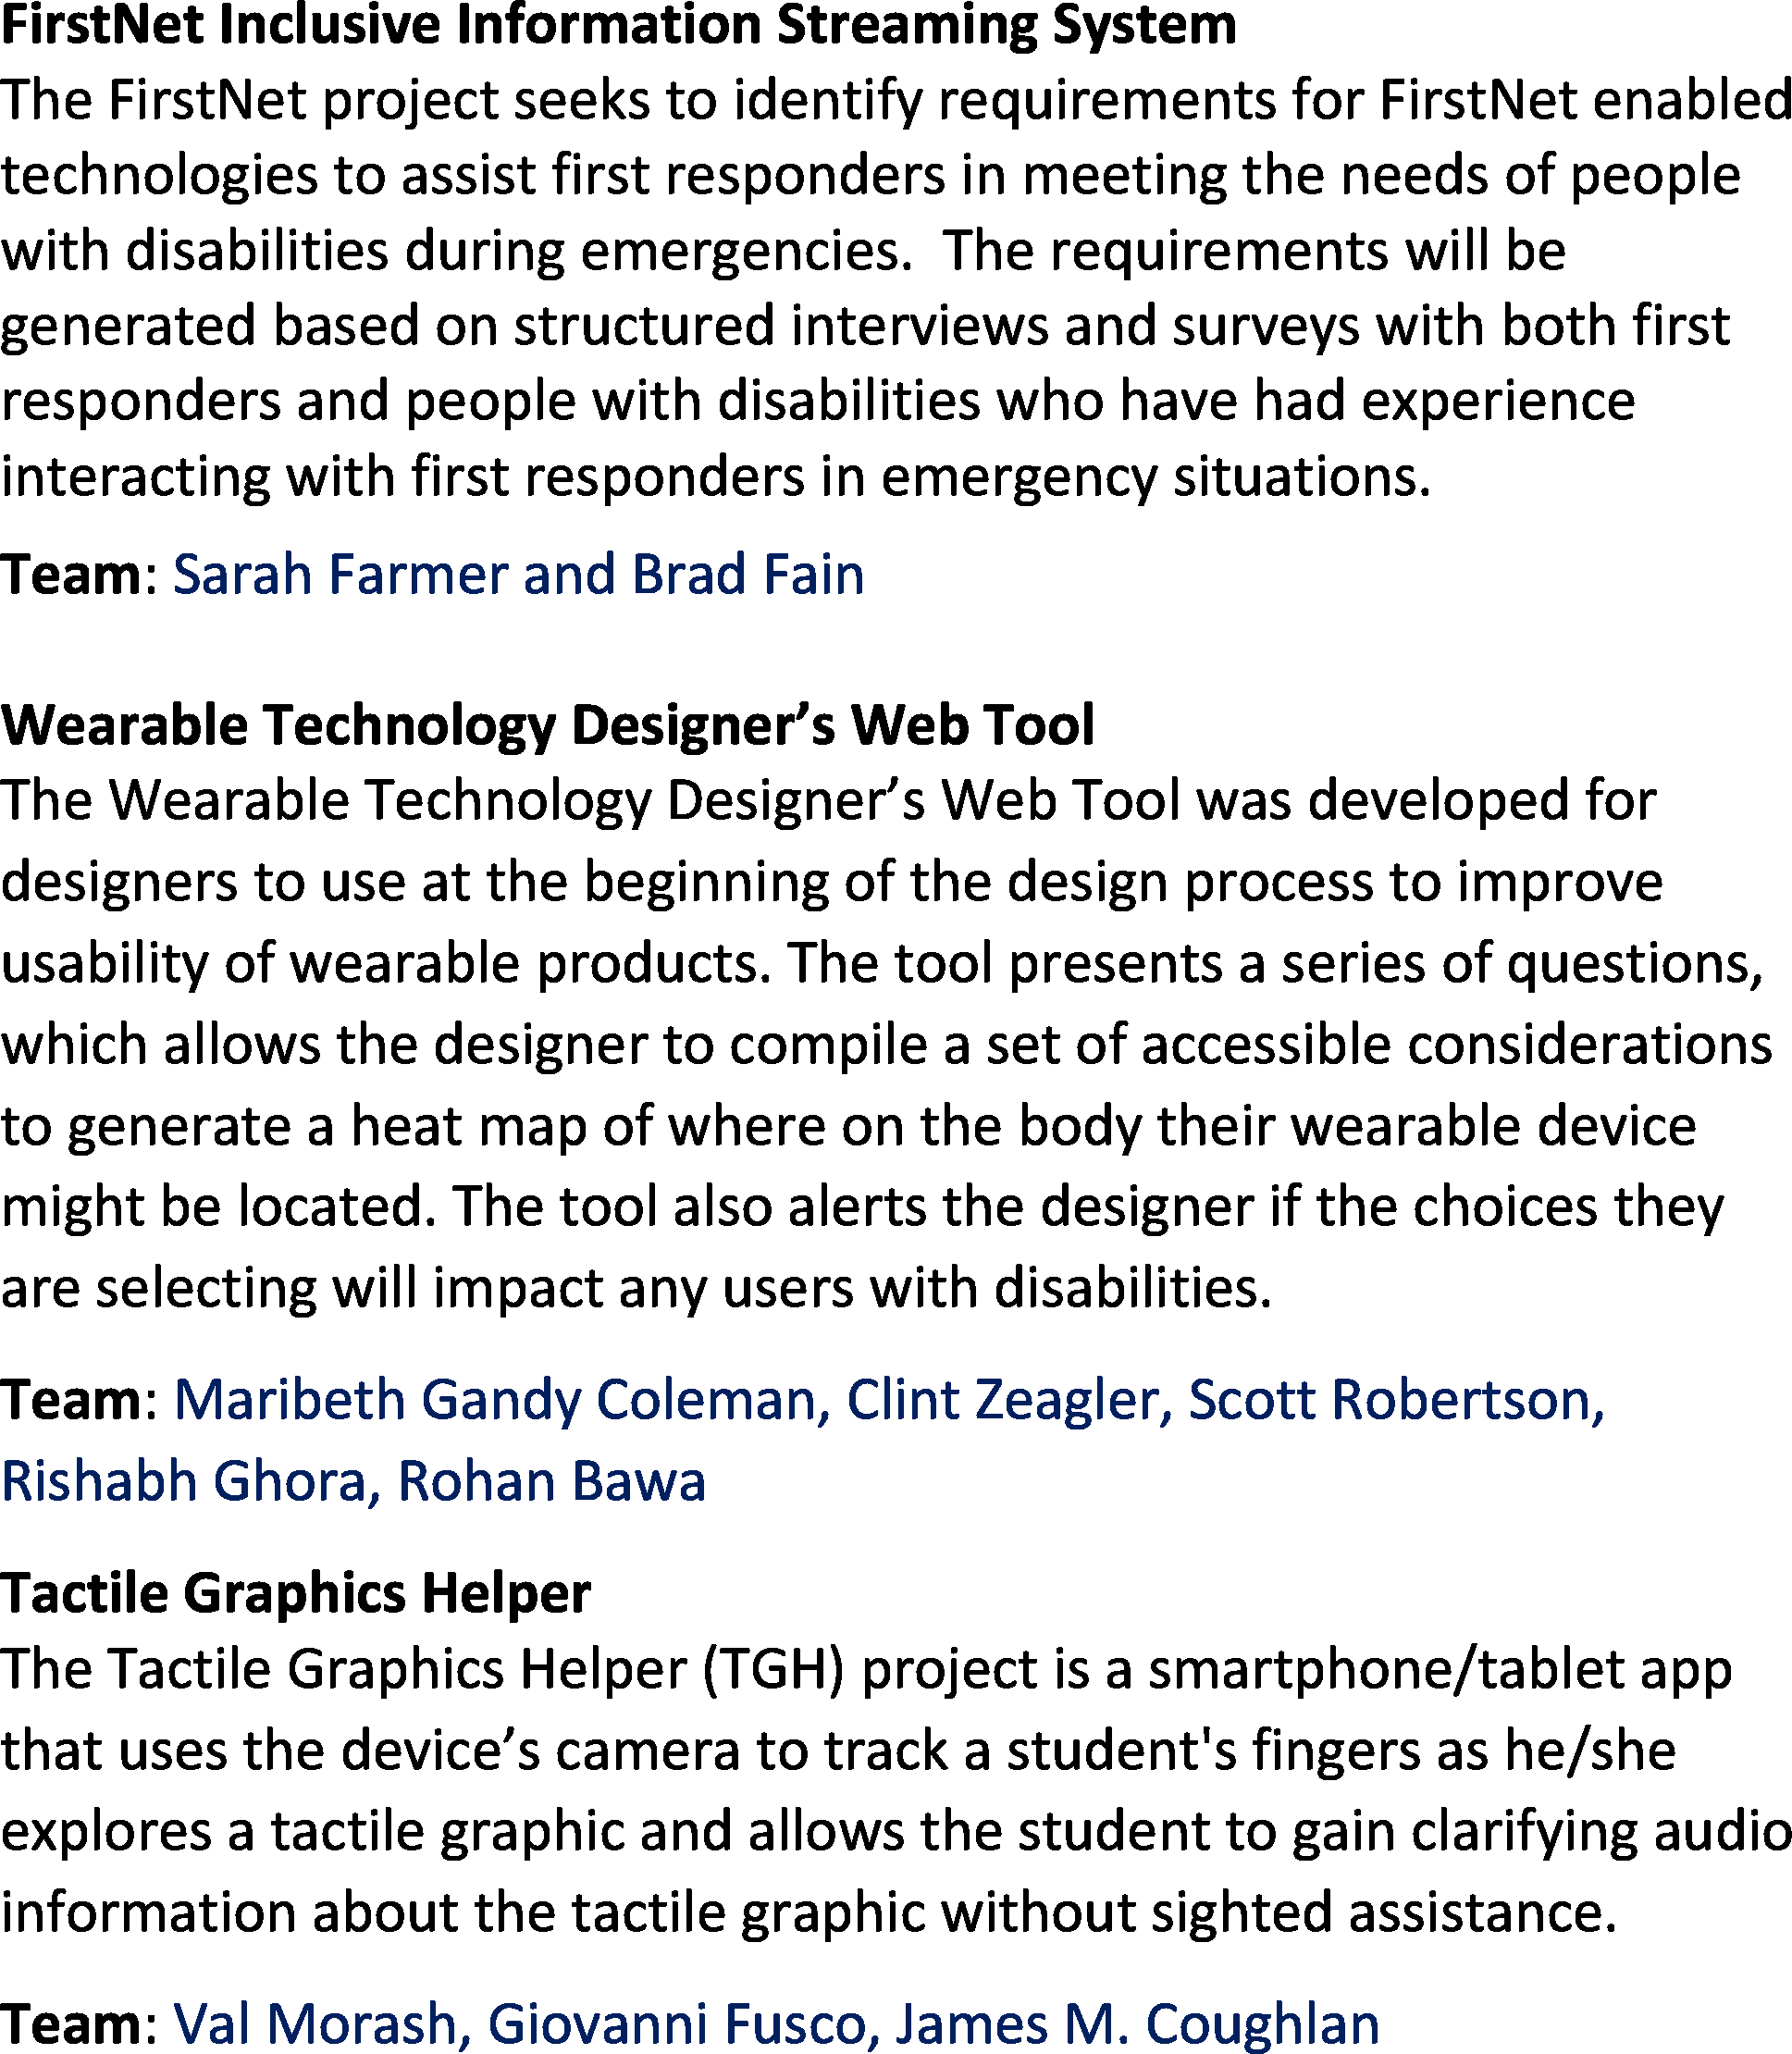 FirstNet Inclusive Information Streaming System
The FirstNet project seeks to identify requirements for FirstNet enabled
technologies to assist first responders in meeting the needs of people
with disabilities during emergencies.  The requirements will be
generated based on structured interviews and surveys with both first
responders and people with disabilities who have had experience
interacting with first responders in emergency situations.
Team: Sarah Farmer and Brad Fain
Wearable Technology Designer’s Web Tool
The Wearable Technology Designer’s Web Tool was developed for
designers to use at the beginning of the design process to improve
usability of wearable products. The tool presents a series of questions,
which allows the designer to compile a set of accessible considerations
to generate a heat map of where on the body their wearable device
might be located. The tool also alerts the designer if the choices they
are selecting will impact any users with disabilities.
Team: Maribeth Gandy Coleman, Clint Zeagler, Scott Robertson,
Rishabh Ghora, Rohan Bawa
Tactile Graphics Helper
The Tactile Graphics Helper (TGH) project is a smartphone/tablet app
that uses the device’s camera to track a student's fingers as he/she
explores a tactile graphic and allows the student to gain clarifying audio
information about the tactile graphic without sighted assistance.
Team: Val Morash, Giovanni Fusco, James M. Coughlan